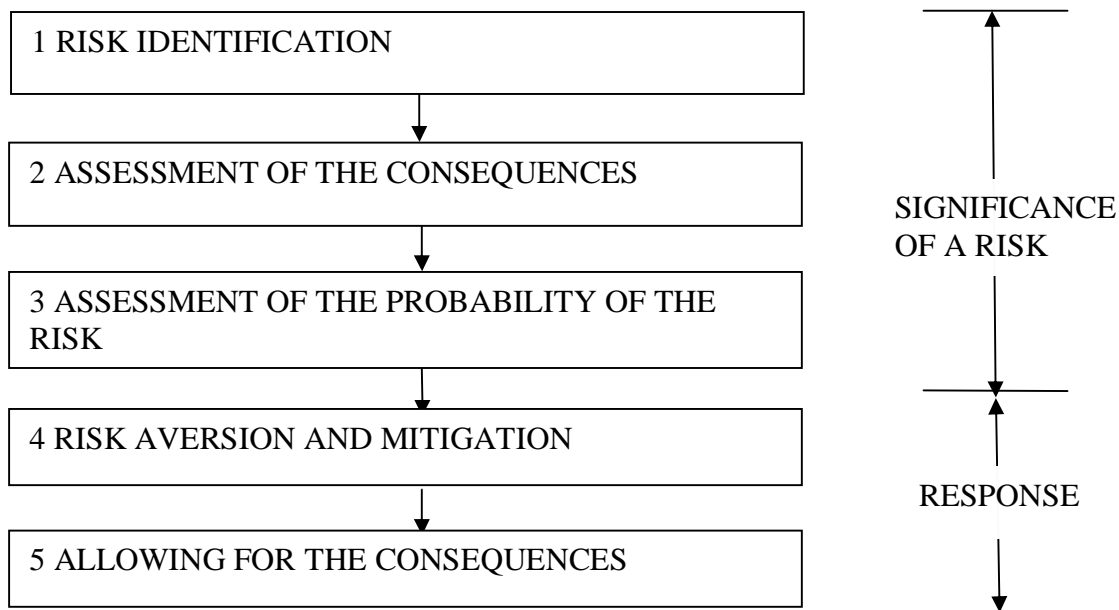 1 RISK IDENTIFICATION
2 ASSESSMENT OF THE CONSEQUENCES
3 ASSESSMENT OF THE PROBABILITY OF THE
RISK
4 RISK AVERSION AND MITIGATION
5 ALLOWING FOR THE CONSEQUENCES
SIGNIFICANCE
OF A RISK
RESPONSE